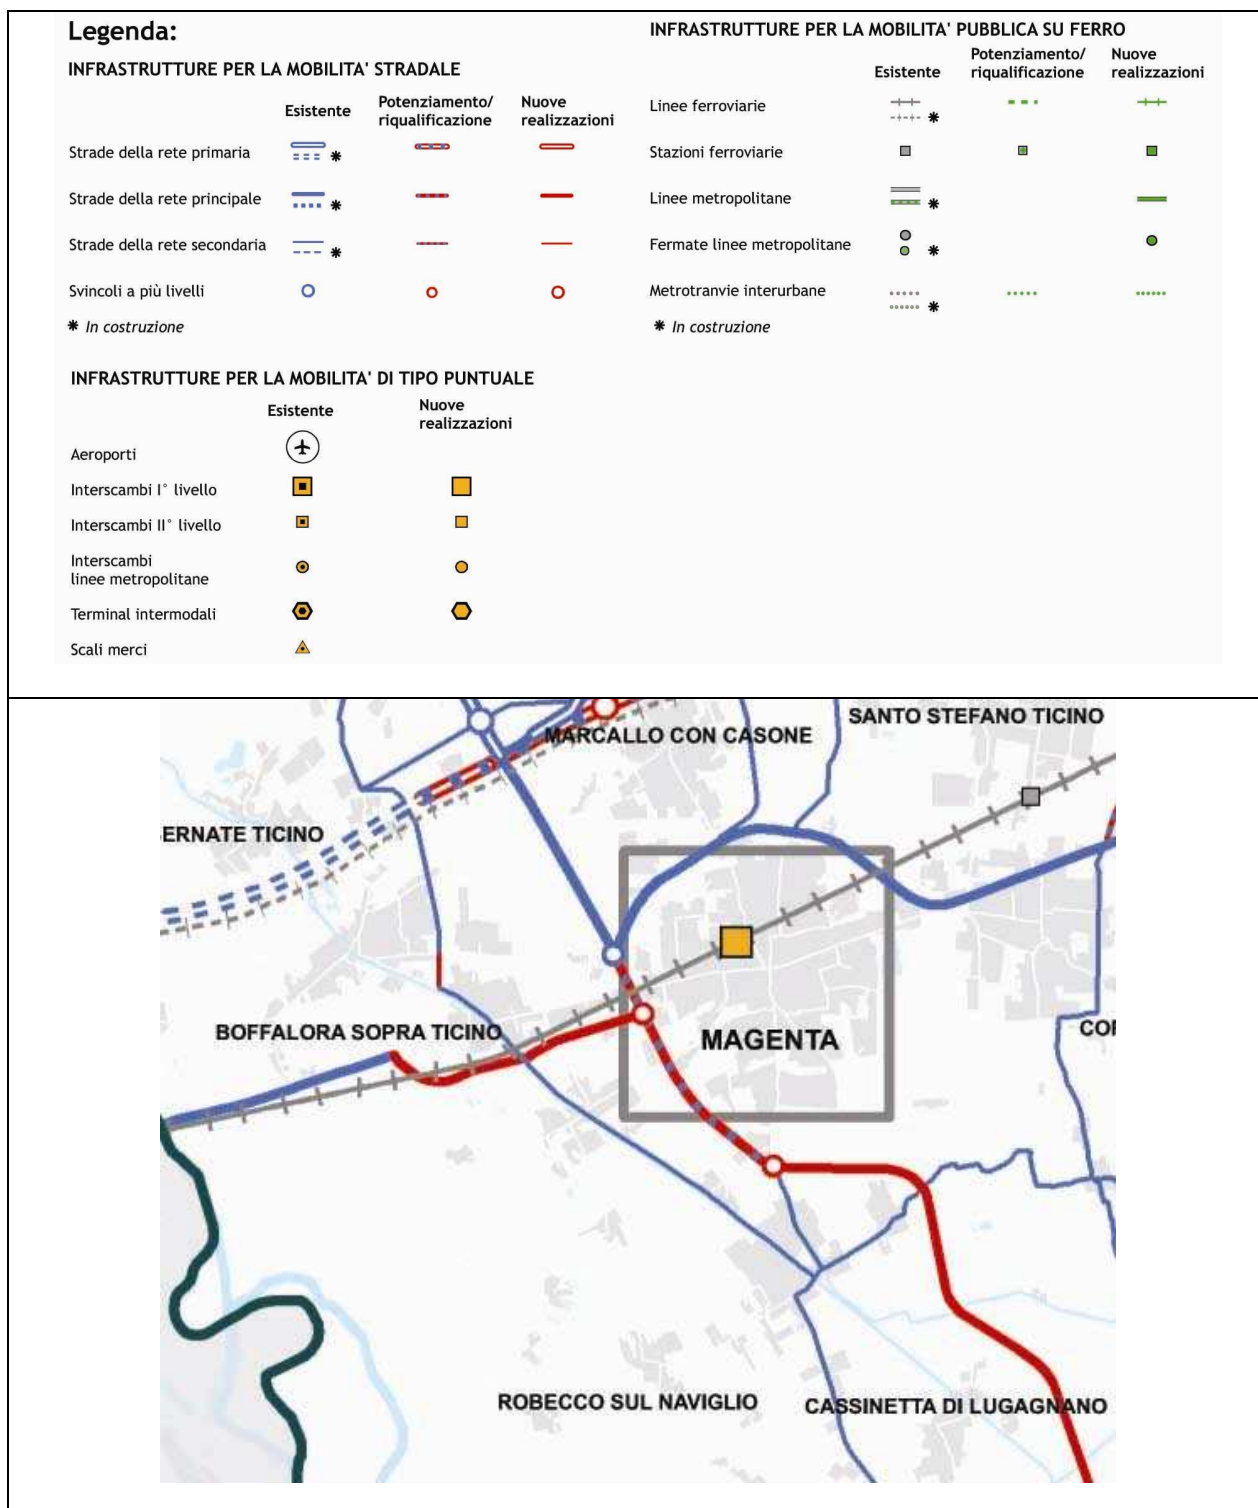 Legenda:
INFRASTRUTTURE PER LA MOBILITA' STRADALE
Esistente
Potenziamento/
riqualificazione
Nuove
realizzazioni
Strade della rete primaria
*
Strade della rete principale
*
Strade della rete secondaria
*
Svincoli a più livelli
* In costruzione
INFRASTRUTTURE PER LA MOBILITA' PUBBLICA SU FERRO
Esistente
Potenziamento/
riqualificazione
Nuove
realizzazioni
Linee ferroviarie
*
Stazioni ferroviarie
Linee metropolitane
*
Fermate linee metropolitane
*
Metrotranvie interurbane
*
* In costruzione
INFRASTRUTTURE PER LA MOBILITA' DI TIPO PUNTUALE
Esistente
Nuove
realizzazioni
Aeroporti
Interscambi I° livello
Interscambi II° livello
Interscambi
linee metropolitane
Terminal intermodali
Scali merci
SANTO STEFANO TICINO
MARCALLO CON CASONE
ERNATE TICINO
BOFFALORA SOPRA TICINO
MAGENTA
COR
ROBECCO SUL NAVIGLIO
CASSINETTA DI LUGAGNANO